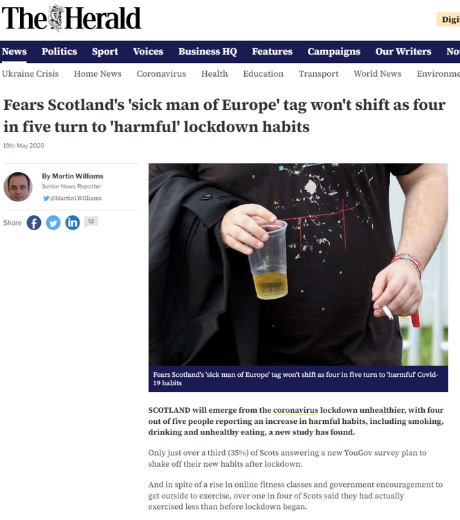 The Herald
Digi
News Politics Sport Voices Business HQ Features Campaigns Our Writers No
Ukraine Crisis Home News Coronavirus Health Education Transport World News Environme
Fears Scotland's 'sick man of Europe' tag won't shift as four
in five turn to 'harmful' lockdown habits
19th May 2020
By Martin Williams
Senior News Reporter
@Martin1Williams
Share f in 52
Fears Scotland's 'sick man of Europe' tag won't shift as four in five turn to 'harmful' Covid-
19 habits
SCOTLAND will emerge from the coronavirus lockdown unhealthier, with four
out of five people reporting an increase in harmful habits, including smoking,
drinking and unhealthy eating, a new study has found.
Only just over a third (35%) of Scots answering a new YouGov survey plan to
shake off their new habits after lockdown.
And in spite of a rise in online fitness classes and government encouragement to
get outside to exercise, over one in four of Scots said they had actually
exercised less than before lockdown began.